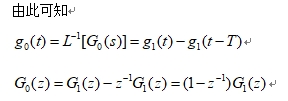 由此可知
g₀(t) = L⁻¹[G₀(s)] = g₁(t) − g₁(t − T)
G₀(z) = G₁(z) − z⁻¹G₁(z) = (1 − z⁻¹)G₁(z)